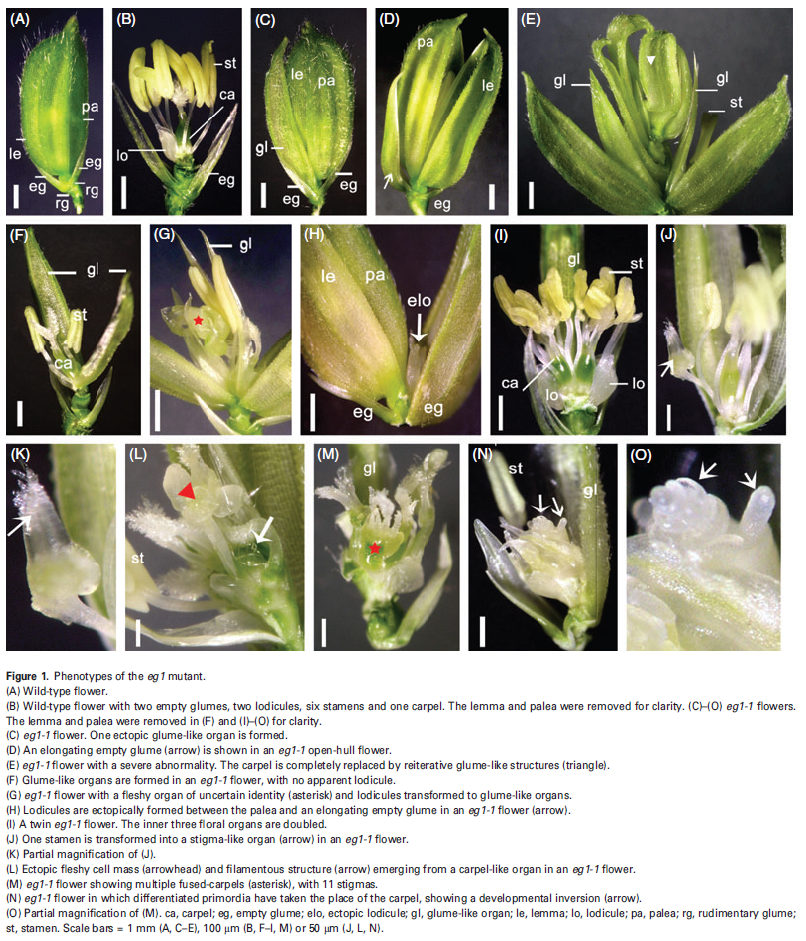 (A)
pa
le
eg
rg
rg
eg
(B)
st
ca
lo
eg
(C)
le
pa
gl
eg
eg
(D)
pa
le
eg
(E)
gl
gl
st
(F)
gl
st
ca
(G)
gl
(H)
le
pa
elo
eg
eg
(I)
gl
st
ca
lo
lo
(J)
(K)
(L)
st
(M)
gl
(N)
st
gl
(O)
Figure 1. Phenotypes of the eg1 mutant.
(A) Wild-type flower.
(B) Wild-type flower with two empty glumes, two lodicules, six stamens and one carpel. The lemma and palea were removed for clarity. (C)–(O) eg1-1 flowers.
The lemma and palea were removed in (F) and (I)–(O) for clarity.
(C) eg1-1 flower. One ectopic glume-like organ is formed.
(D) An elongating empty glume (arrow) is shown in an eg1-1 open-hull flower.
(E) eg1-1 flower with a severe abnormality. The carpel is completely replaced by reiterative glume-like structures (triangle).
(F) Glume-like organs are formed in an eg1-1 flower, with no apparent lodicule.
(G) eg1-1 flower with a fleshy organ of uncertain identity (asterisk) and lodicules transformed to glume-like organs.
(H) Lodicules are ectopically formed between the palea and an elongating empty glume in an eg1-1 flower (arrow).
(I) A twin eg1-1 flower. The inner three floral organs are doubled.
(J) One stamen is transformed into a stigma-like organ (arrow) in an eg1-1 flower.
(K) Partial magnification of (J).
(L) Ectopic fleshy cell mass (arrowhead) and filamentous structure (arrow) emerging from a carpel-like organ in an eg1-1 flower.
(M) eg1-1 flower showing multiple fused-carpels (asterisk), with 11 stigmas.
(N) eg1-1 flower in which differentiated primordia have taken the place of the carpel, showing a developmental inversion (arrow).
(O) Partial magnification of (M). ca, carpel; eg, empty glume; elo, ectopic lodicule; gl, glume-like organ; le, lemma; lo, lodicule; pa, palea; rg, rudimentary glume;
st, stamen. Scale bars = 1 mm (A, C–E), 100 μm (B, F–I, M) or 50 μm (J, L, N).